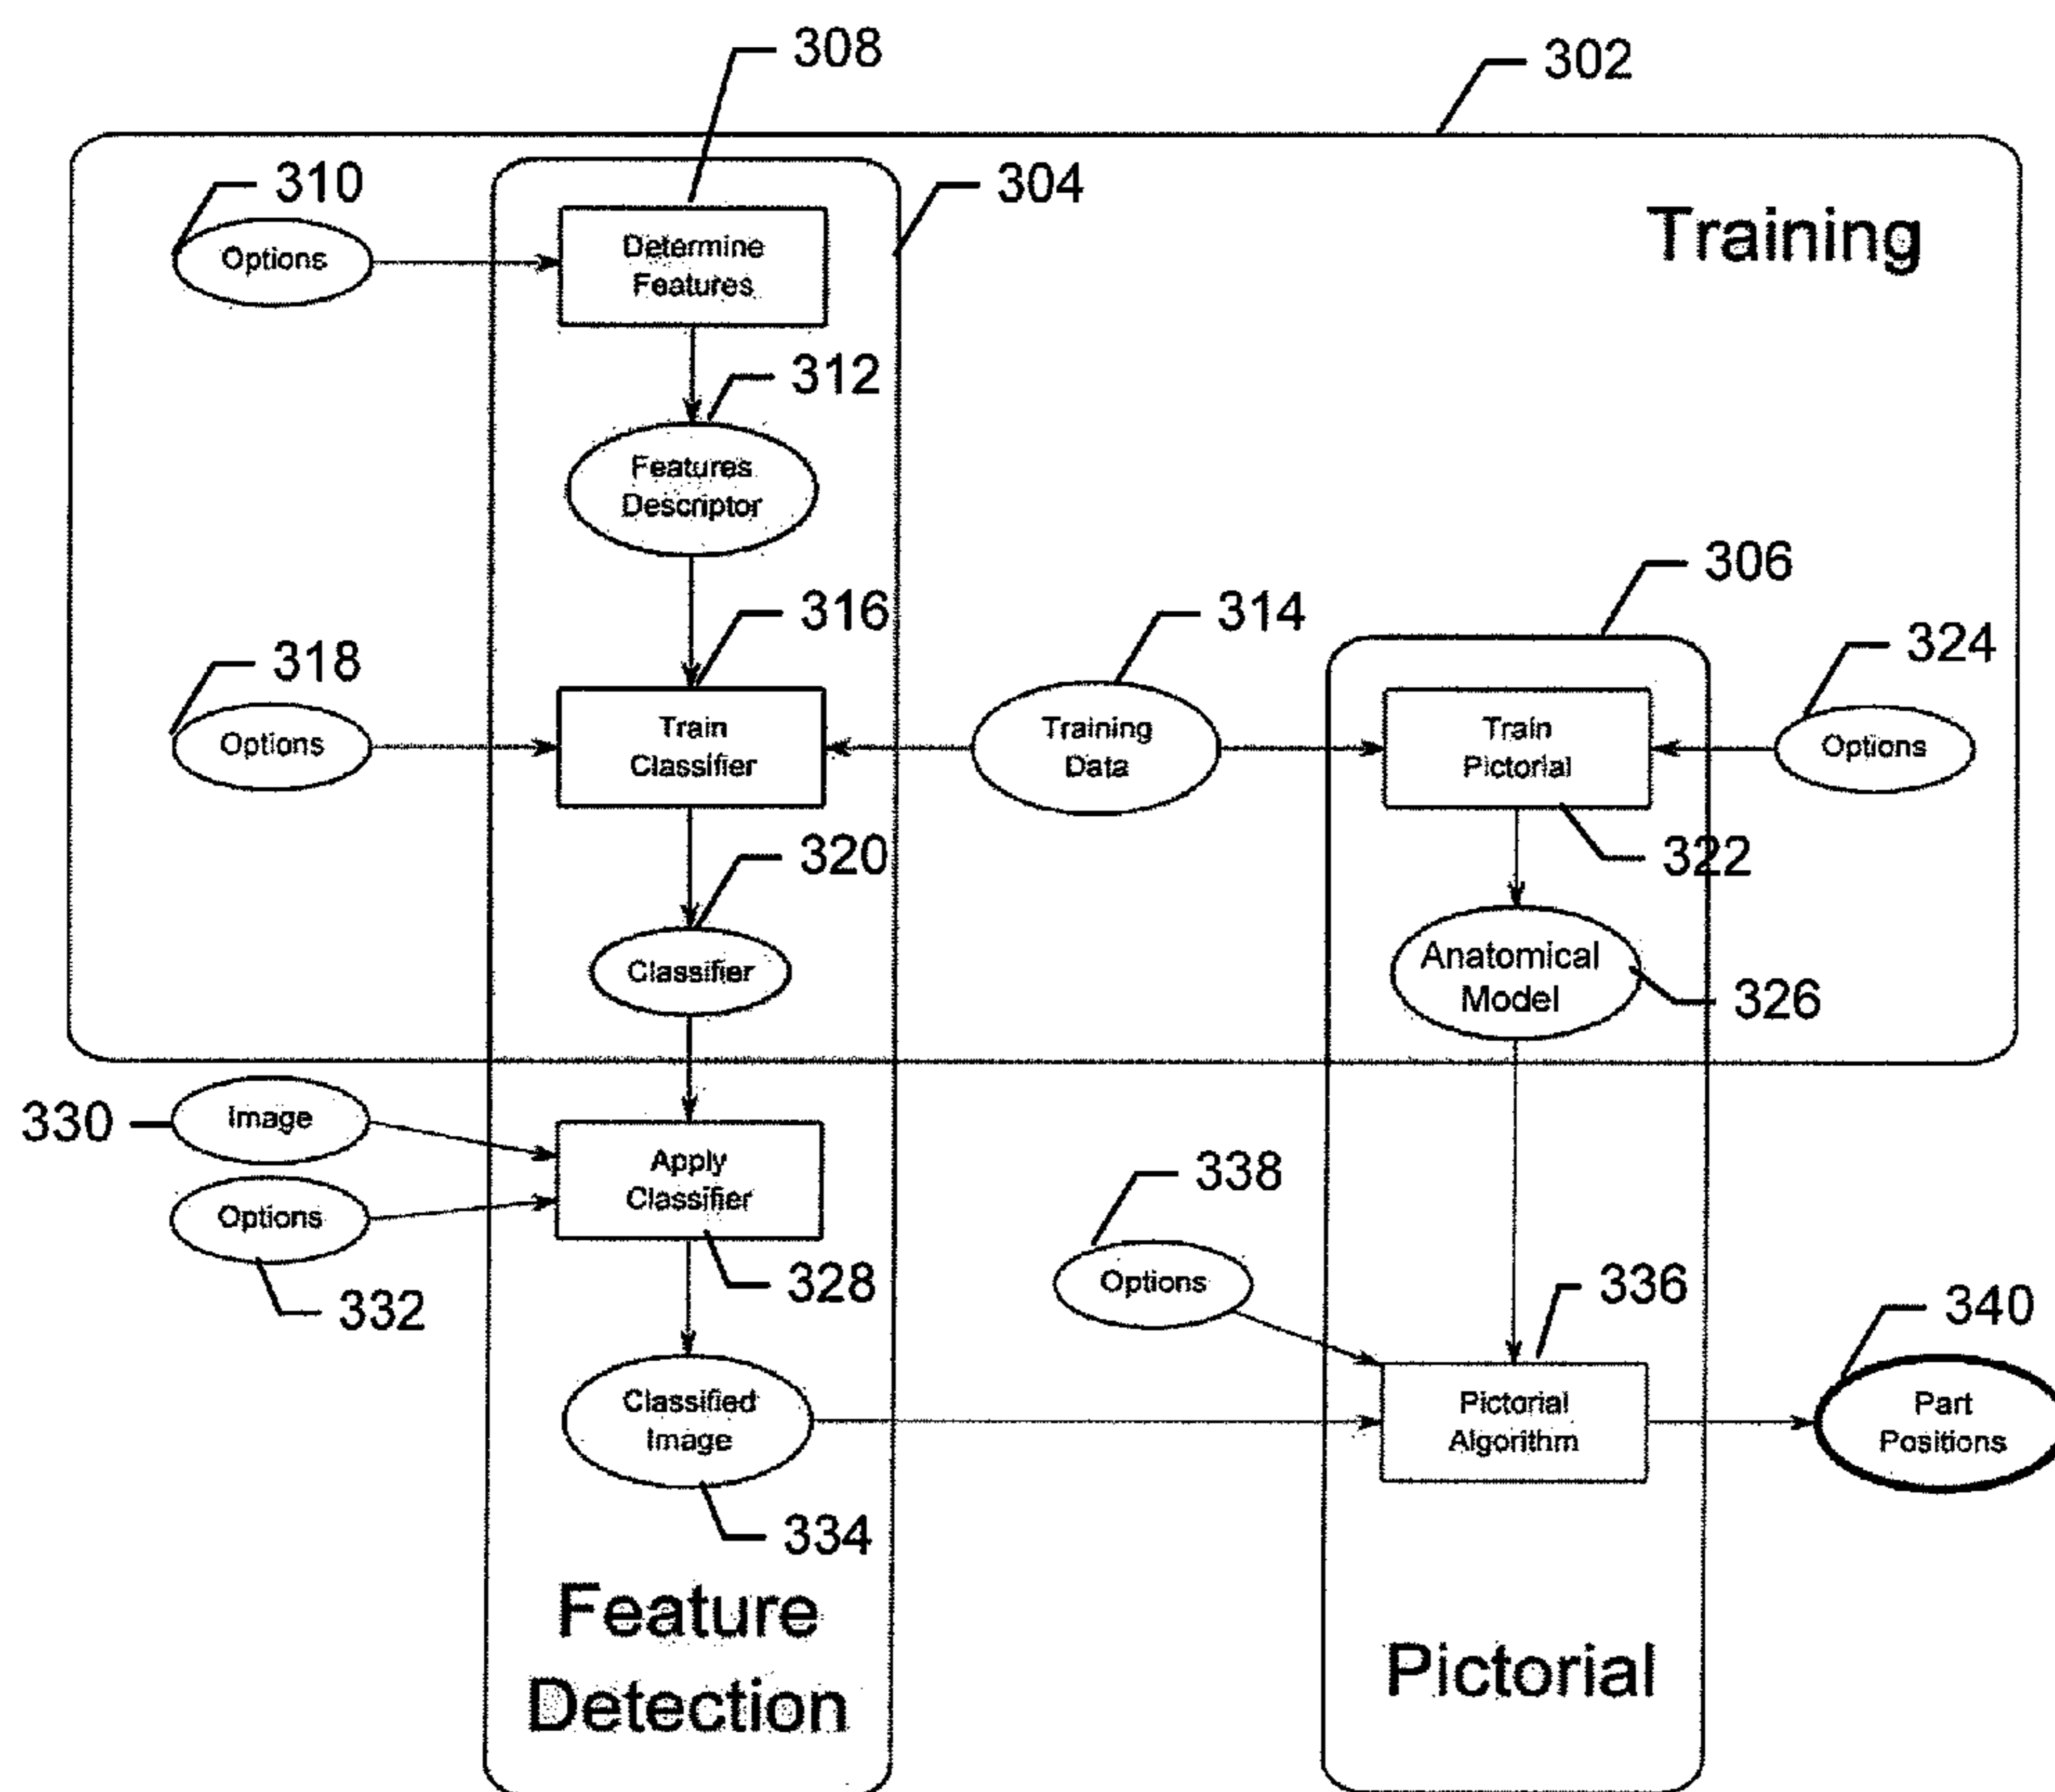 308
302
310
304
Training
Options
Determine
Features
312
Features
Descriptor
306
316
314
318
324
Options
Train
Classifier
Training
Data
Train
Pictorial
Options
320
322
Classifier
Anatomical
Model
326
330
Image
Apply
Classifier
338
Options
328
332
Options
336
340
Classified
Image
Pictorial
Algorithm
Part
Positions
334
Feature
Detection
Pictorial